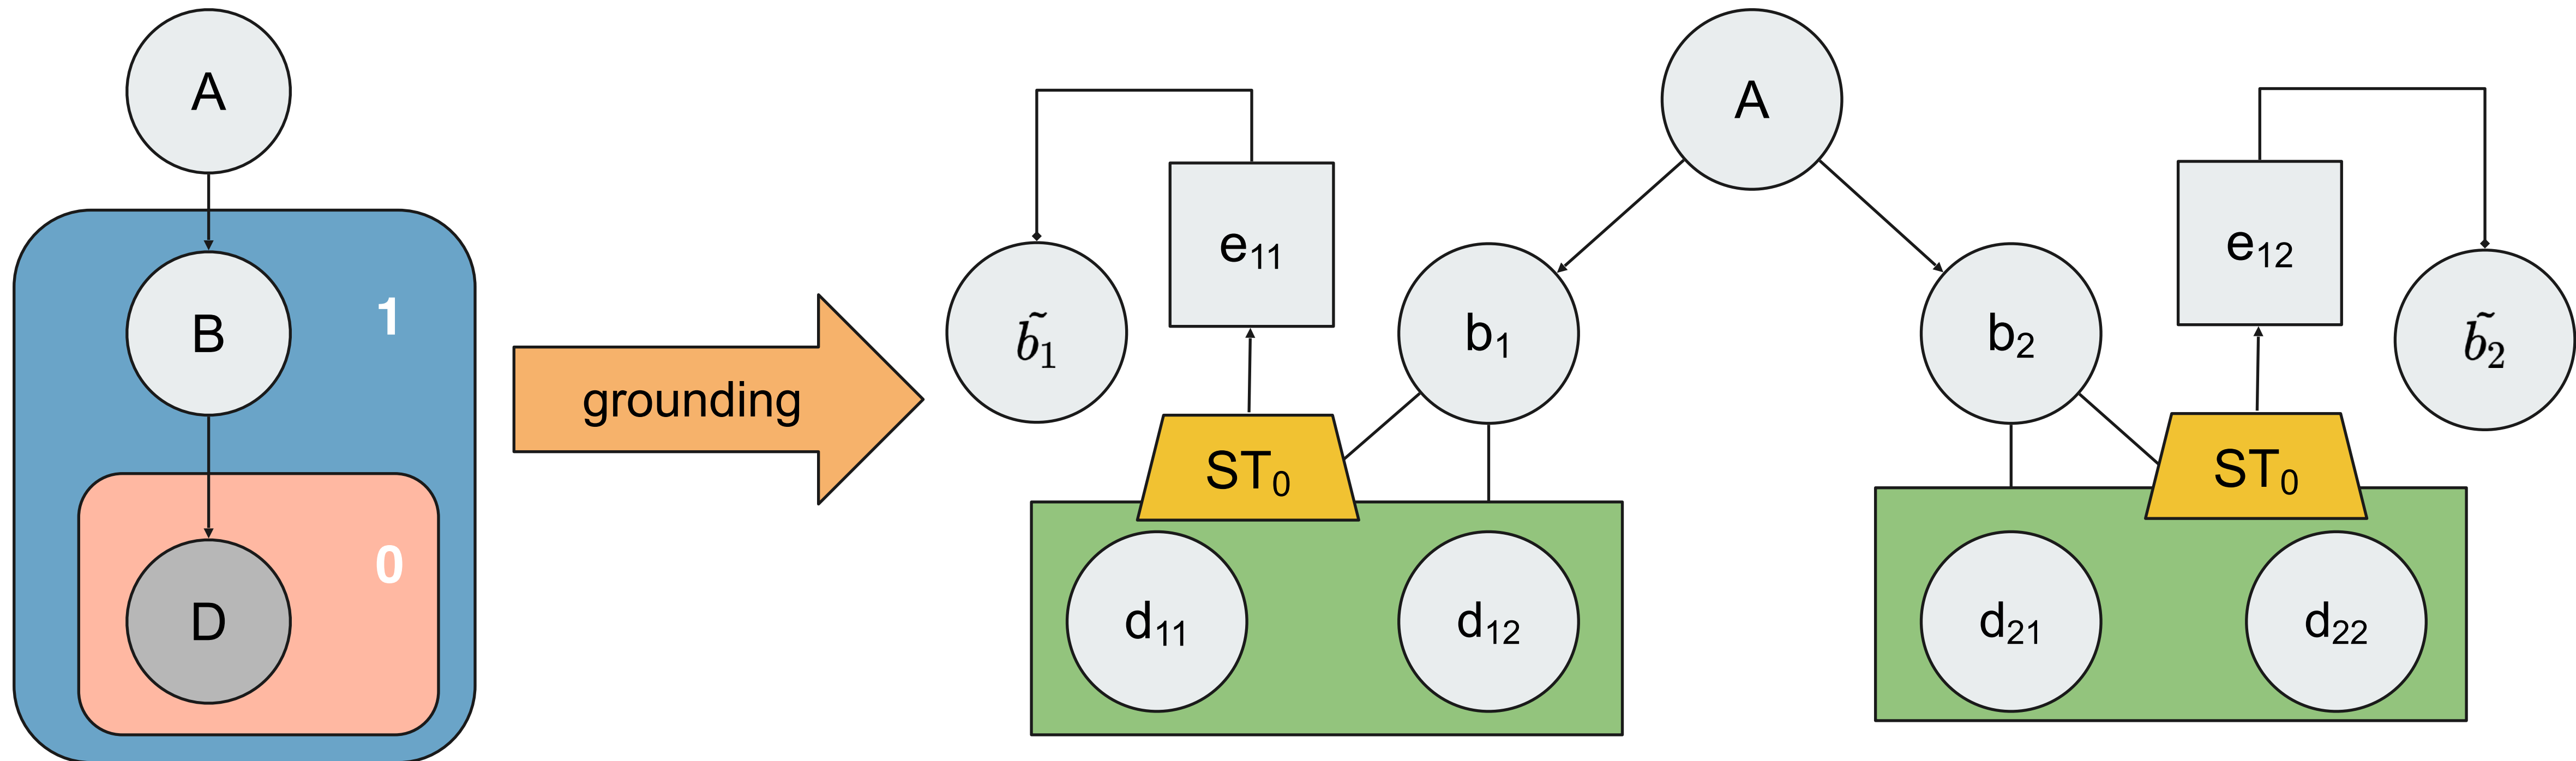 A
B
1
0
D
grounding
b̃₁
e₁₁
ST₀
b₁
d₁₁
d₁₂
A
b₂
e₁₂
b̃₂
ST₀
d₂₁
d₂₂